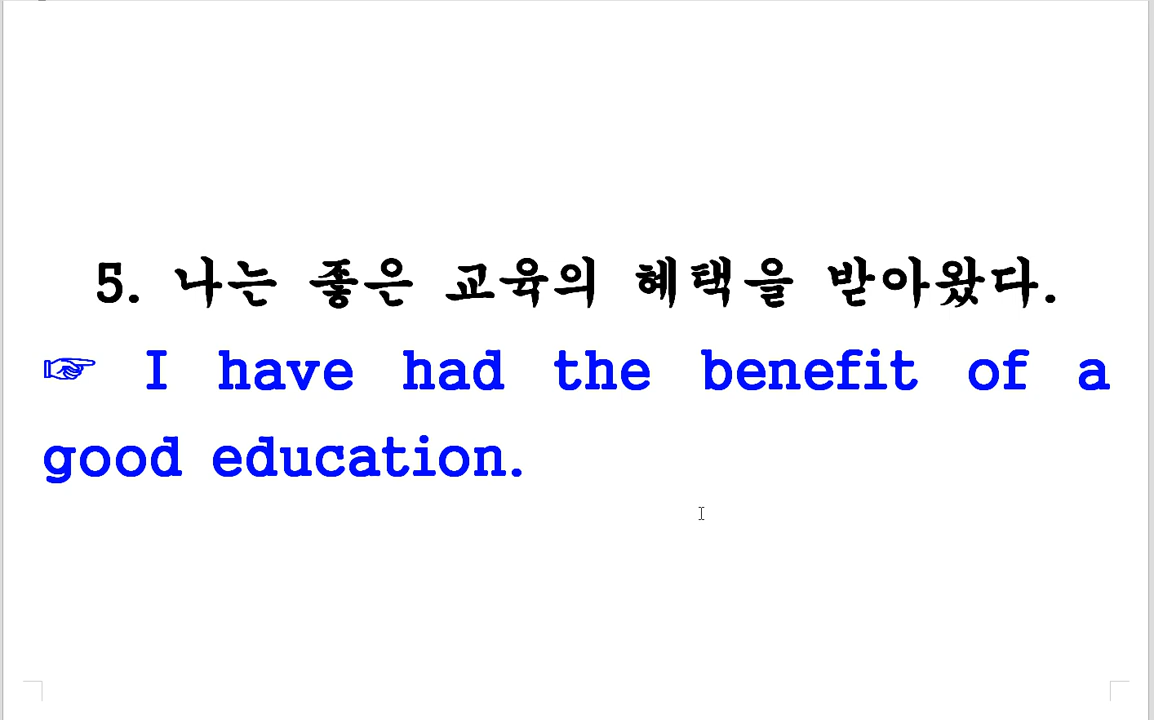 5. 나는 좋은 교육의 혜택을 받아왔다.
☞ I have had the benefit of a
good education.